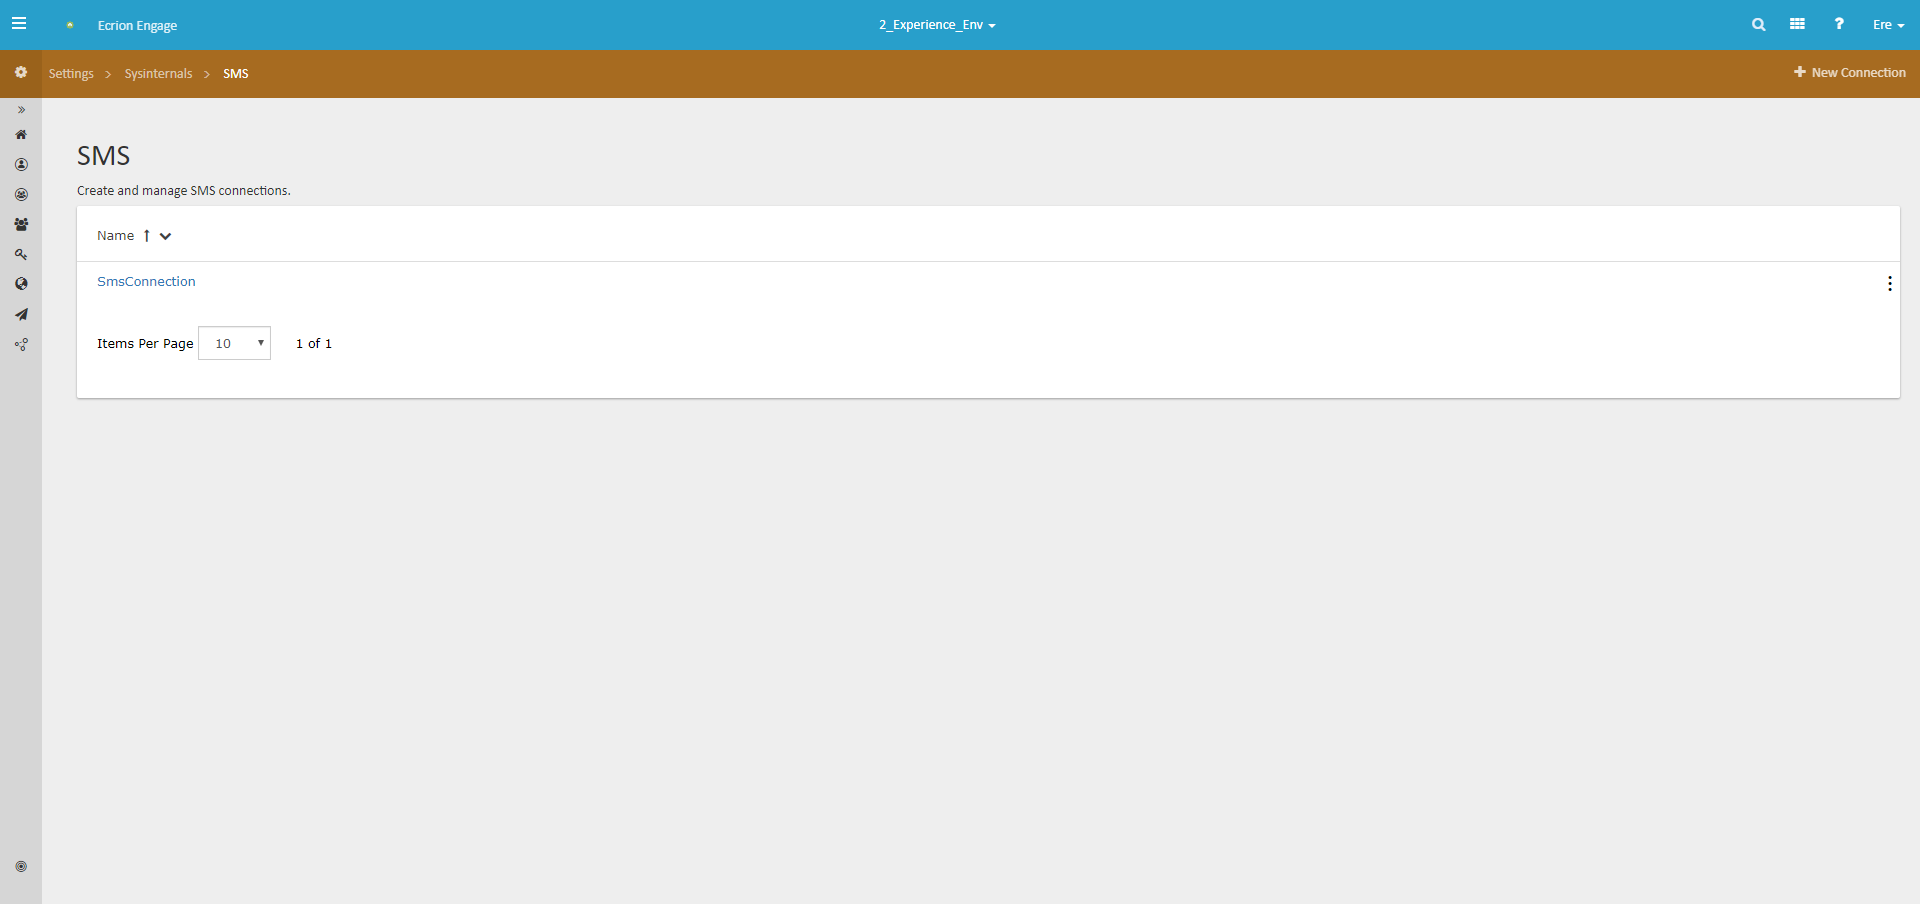 Ecrion Engage
2_Experience_Env
? Ere
Settings > Sysinternals > SMS
+ New Connection
SMS
Create and manage SMS connections.
Name
SmsConnection
Items Per Page 10 1 of 1